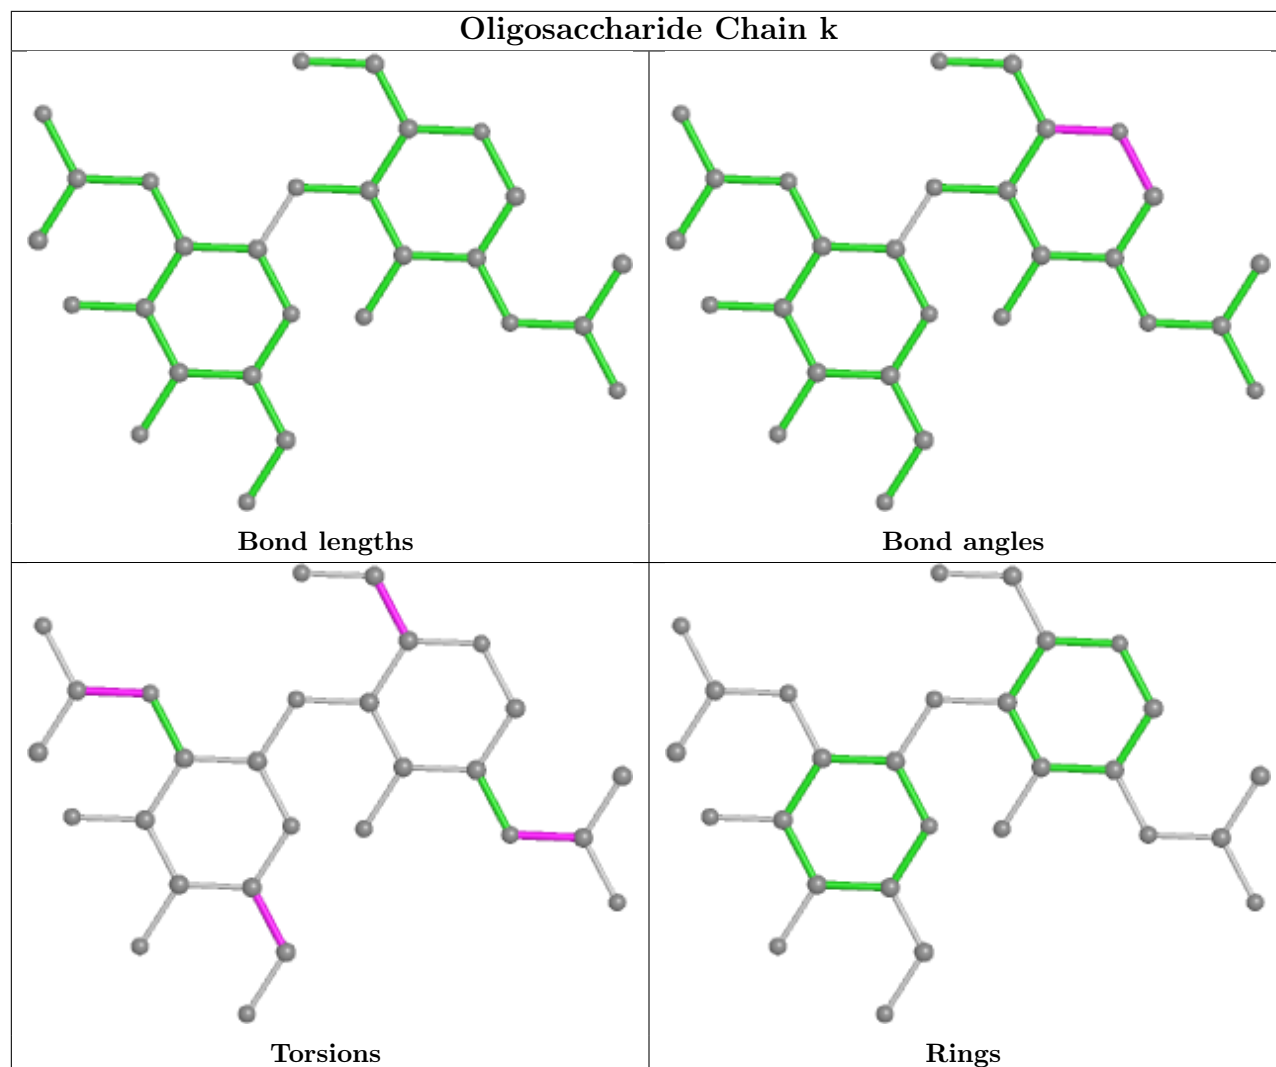 Oligosaccharide Chain k
Bond lengths
Bond angles
Torsions
Rings